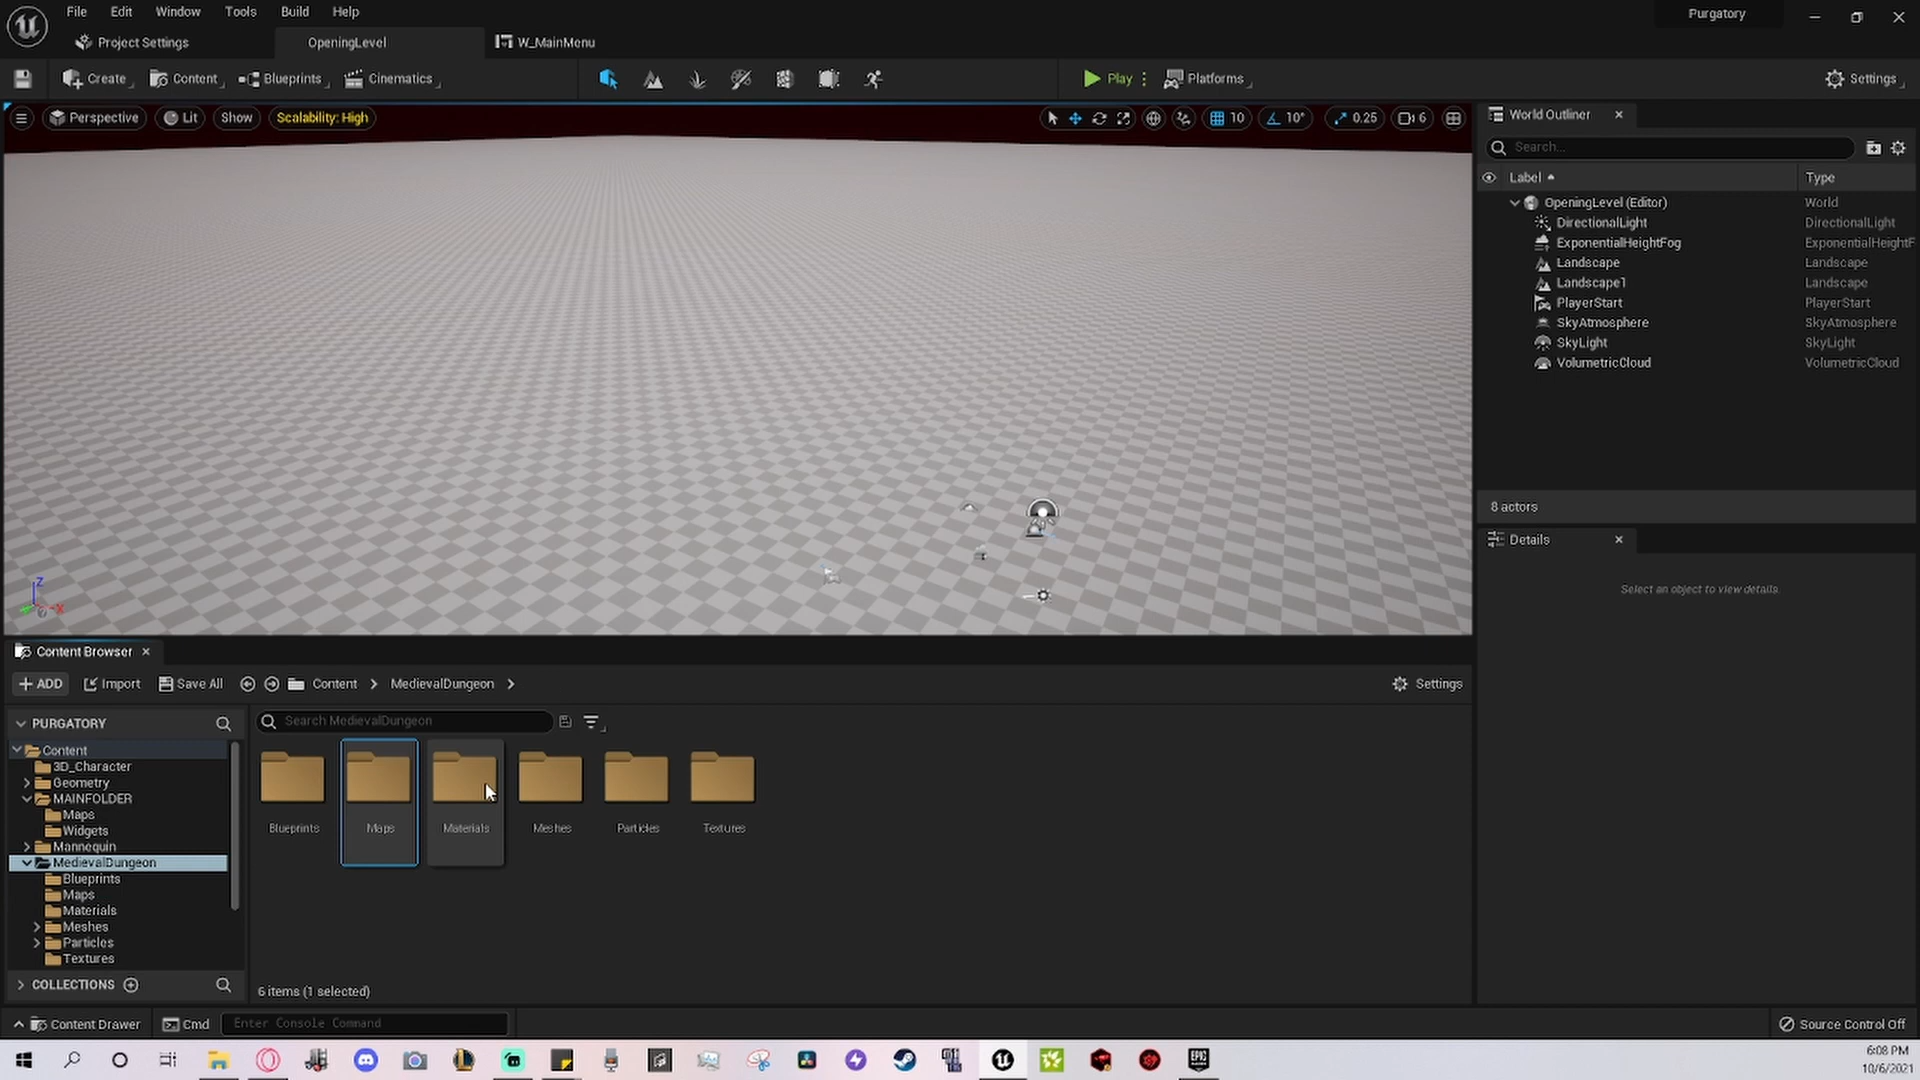 File Edit Window Tools Build Help Purgatory
Project Settings OpeningLevel W_MainMenu
Create Content Blueprints Cinematics Play Platforms Settings
Perspective Lit Show Scalability: High 10 10° 0.25 6
World Outliner
Search...
Label Type
OpeningLevel (Editor) World
DirectionalLight DirectionalLight
ExponentialHeightFog ExponentialHeightF
Landscape Landscape
Landscape1 Landscape
PlayerStart PlayerStart
SkyAtmosphere SkyAtmosphere
SkyLight SkyLight
VolumetricCloud VolumetricCloud
8 actors
Details
Select an object to view details.
Z
X
Content Browser
ADD Import Save All Content MedievalDungeon Settings
PURGATORY
Search MedievalDungeon
Content
3D_Character
Geometry
MAINFOLDER
Maps
Widgets
Mannequin
MedievalDungeon
Blueprints
Maps
Materials
Meshes
Particles
Textures
Blueprints Maps Materials Meshes Particles Textures
COLLECTIONS
6 items (1 selected)
Content Drawer Cmd Enter Console Command Source Control Off
6:08 PM
10/6/2021